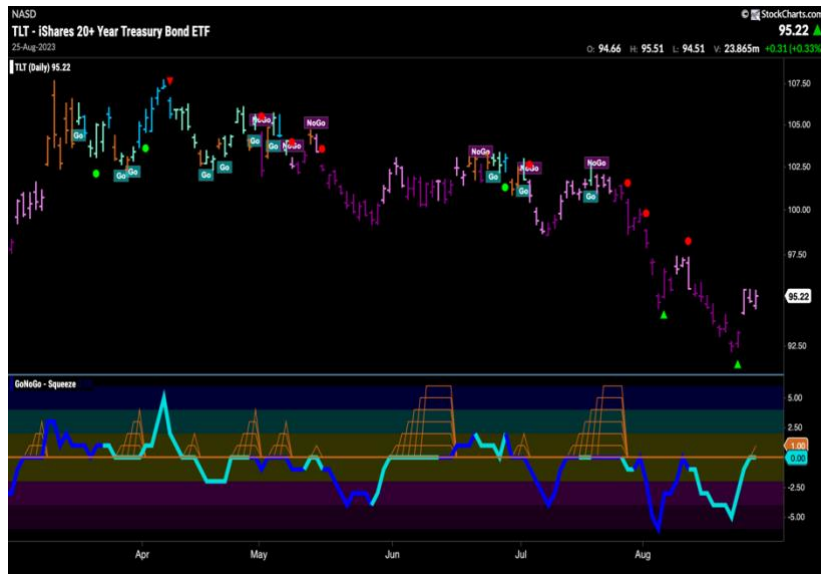 NASD
© StockCharts.com
TLT - iShares 20+ Year Treasury Bond ETF
95.22
25-Aug-2023
O: 94.66 H: 95.51 L: 94.51 V: 23.865m +0.31 (+0.33%)
TLT (Daily) 95.22
107.50
105.00
102.50
100.00
97.50
95.22
92.50
Go
Go
Go
Go
Go
NoGo
Go
Go
NoGo
NoGo
NoGo
Go
NoGo
Go
NoGo
Go
GoNoGo - Squeeze
5.00
2.50
1.00
0.00
-2.50
-5.00
Apr
May
Jun
Jul
Aug